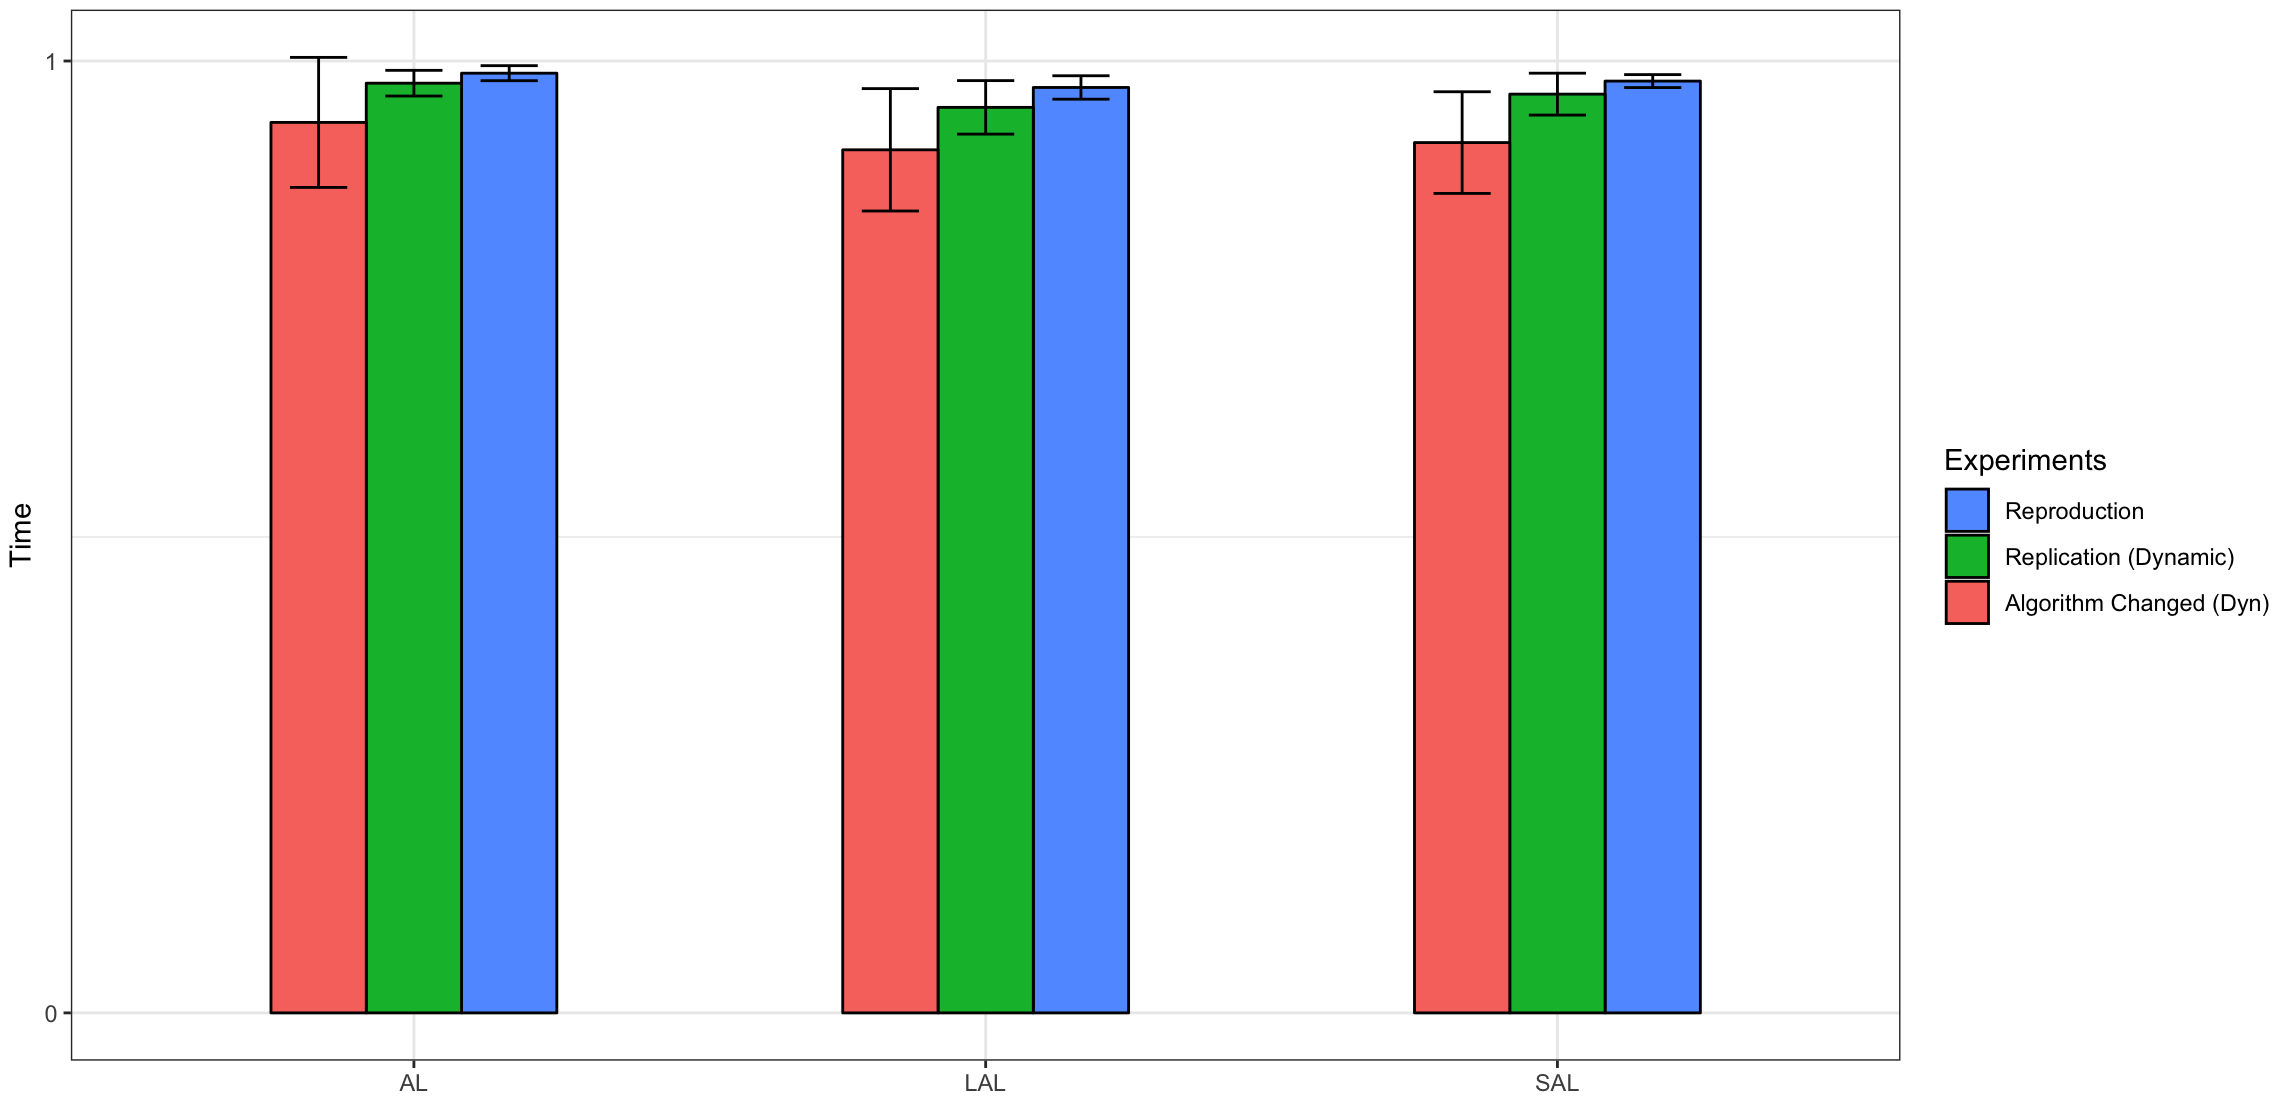 1
0
Time
AL
LAL
SAL
Experiments
Reproduction
Replication (Dynamic)
Algorithm Changed (Dyn)